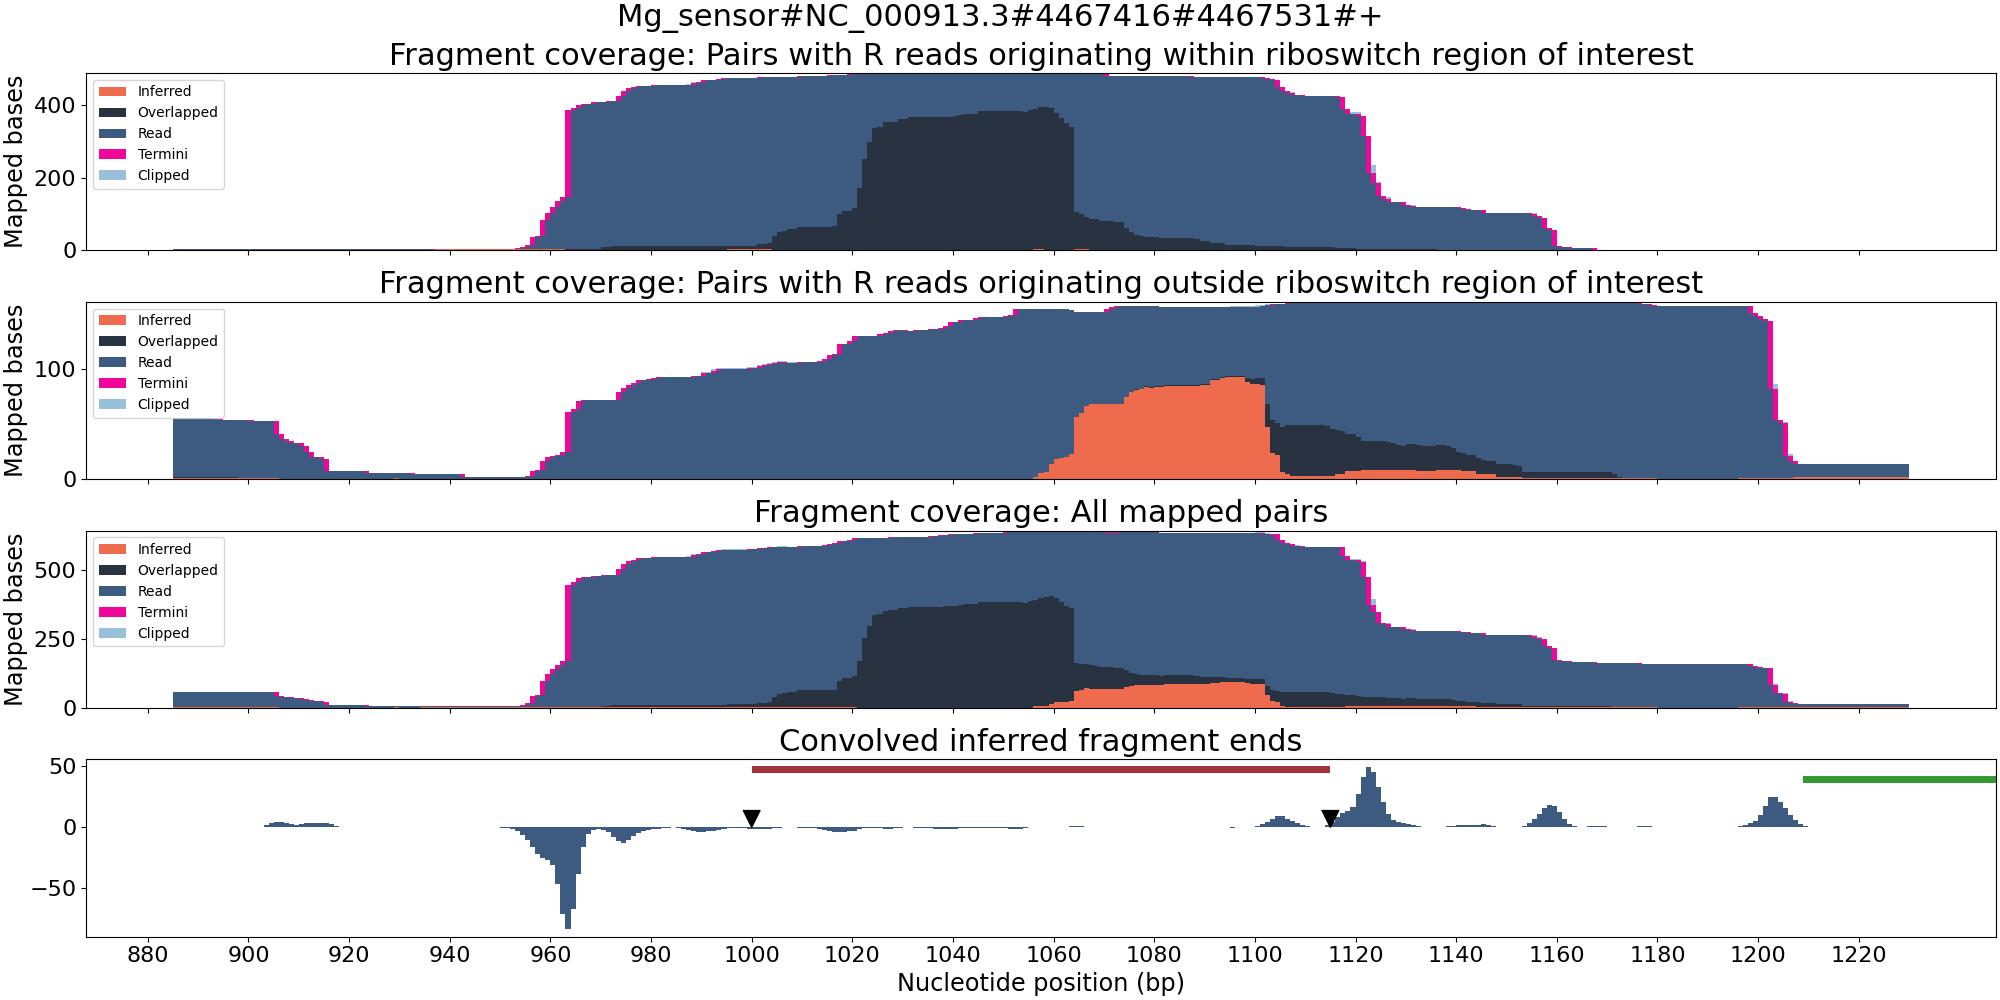 Mg_sensor#NC_000913.3#4467416#4467531#+
Fragment coverage: Pairs with R reads originating within riboswitch region of interest
Mapped bases
400
200
0
Inferred
Overlapped
Read
Termini
Clipped
Fragment coverage: Pairs with R reads originating outside riboswitch region of interest
Mapped bases
100
0
Inferred
Overlapped
Read
Termini
Clipped
Fragment coverage: All mapped pairs
Mapped bases
500
250
0
Inferred
Overlapped
Read
Termini
Clipped
Convolved inferred fragment ends
50
0
−50
880 900 920 940 960 980 1000 1020 1040 1060 1080 1100 1120 1140 1160 1180 1200 1220
Nucleotide position (bp)